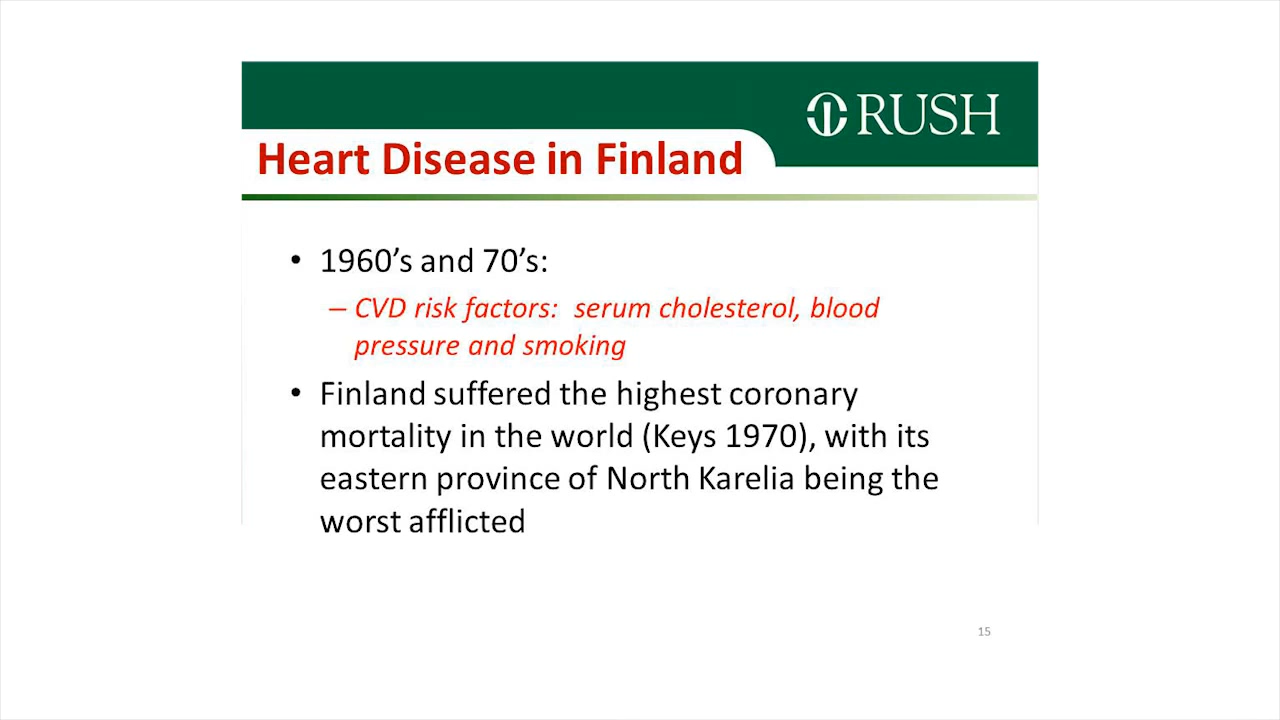 RUSH
Heart Disease in Finland
• 1960’s and 70’s:
– CVD risk factors:  serum cholesterol, blood
pressure and smoking
• Finland suffered the highest coronary
mortality in the world (Keys 1970), with its
eastern province of North Karelia being the
worst afflicted
15